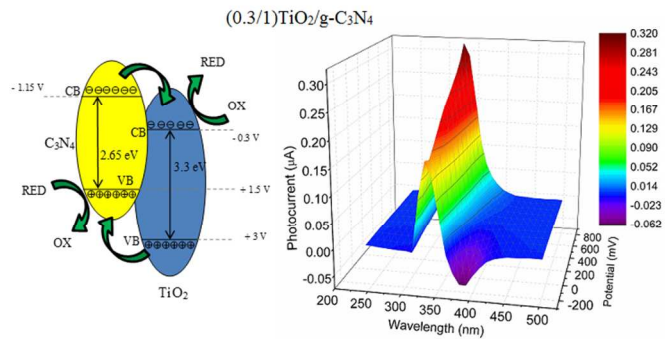 (0.3/1)TiO₂/g-C₃N₄
RED
OX
- 1.15 V
CB
⊖⊖⊖⊖⊖⊖
C₃N₄
2.65 eV
CB
⊖⊖⊖⊖⊖
-0.3 V
3.3 eV
RED
VB
⊕⊕⊕⊕⊕⊕
+ 1.5 V
OX
VB
⊕⊕⊕⊕⊕⊕
+ 3 V
TiO₂
Photocurrent (µA)
0.30
0.25
0.20
0.15
0.10
0.05
0.00
-0.05
200 250 300 350 400 450 500
Wavelength (nm)
800
600
400
200
0
-200
Potential (mV)
0.320
0.282
0.243
0.205
0.167
0.129
0.091
0.052
0.014
-0.023
-0.062